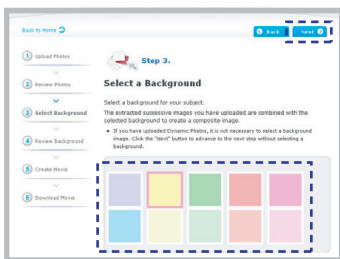 Back to Home
Back
Next
1 Upload Photos
2 Review Photos
3 Select Background
4 Review Background
5 Create Movie
6 Download Movie
Step 3.
Select a Background
Select a background for your subject.
The extracted successive images you have uploaded are combined with the
selected background to create a composite image.
• If you have uploaded Dynamic Photos, it is not necessary to select a background
image. Click the "Next" button to advance to the next step without selecting a
background.